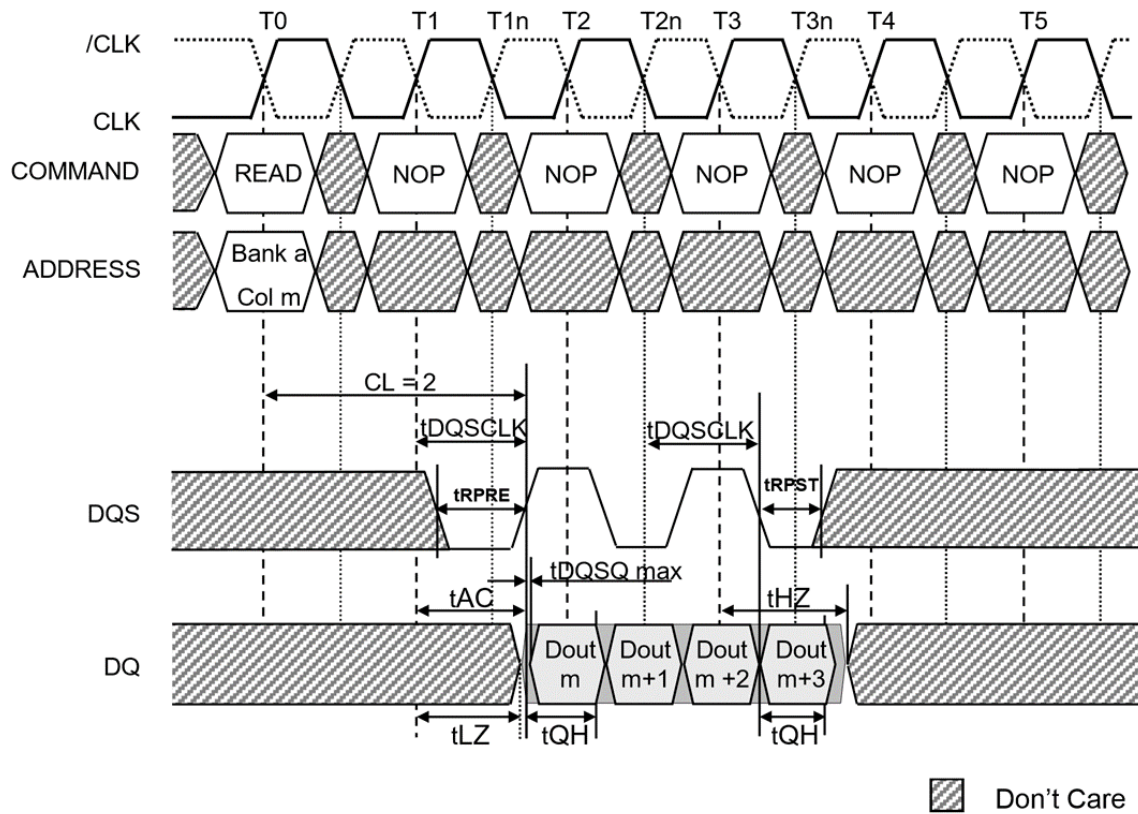 T0 T1 T1n T2 T2n T3 T3n T4 T5
/CLK
CLK
COMMAND READ NOP NOP NOP NOP NOP
ADDRESS Bank a
Col m
CL = 2
tDQSCLK tDQSCLK
DQS tRPRE tRPST
tDQSQ max
tAC tHZ
DQ Dout Dout Dout Dout
m m+1 m +2 m+3
tLZ tQH tQH
Don't Care